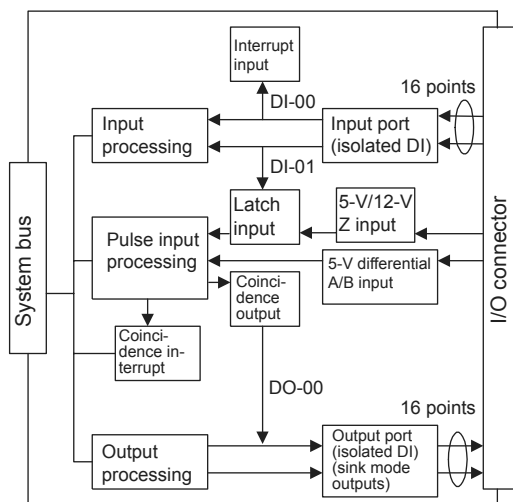 Interrupt
input
DI-00
16 points
Input
processing
Input port
(isolated DI)
DI-01
System bus
Latch
input
5-V/12-V
Z input
I/O connector
Pulse input
processing
5-V differential
A/B input
Coinci-
dence
output
Coinci-
dence in-
terrupt
DO-00
16 points
Output
processing
Output port
(isolated DI)
(sink mode
outputs)